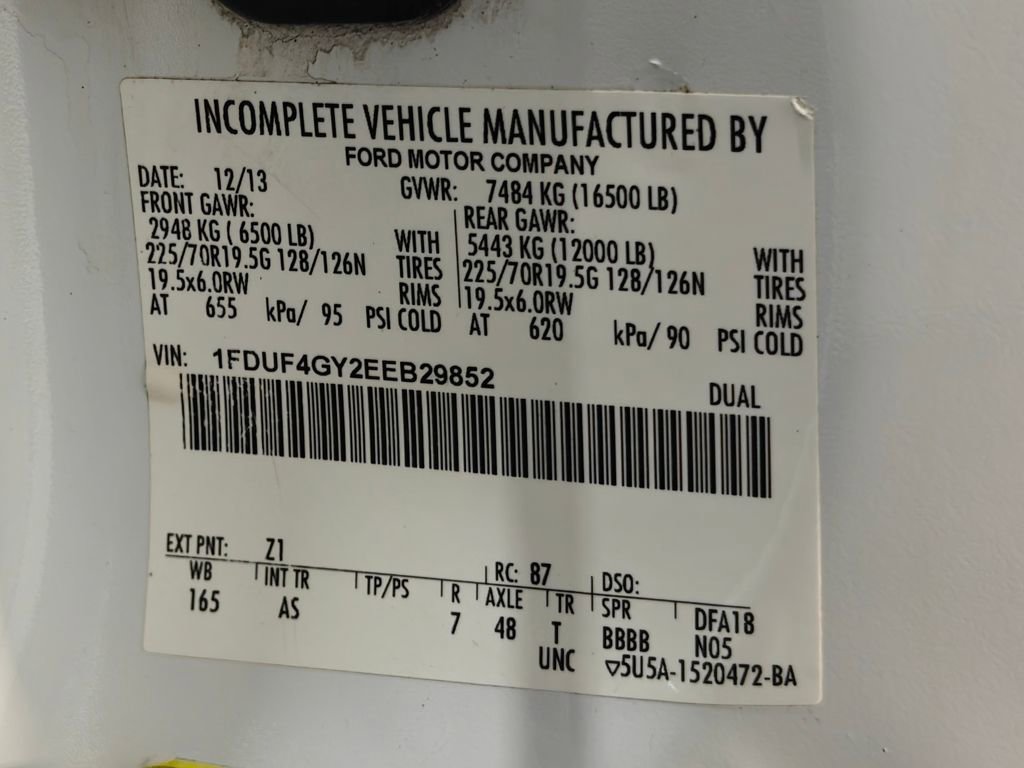 INCOMPLETE VEHICLE MANUFACTURED BY
FORD MOTOR COMPANY
DATE: 12/13 GVWR: 7484 KG (16500 LB)
FRONT GAWR: REAR GAWR:
2948 KG ( 6500 LB) WITH 5443 KG (12000 LB) WITH
225/70R19.5G 128/126N TIRES 225/70R19.5G 128/126N TIRES
19.5x6.0RW RIMS 19.5x6.0RW RIMS
AT 655 kPa/ 95 PSI COLD AT 620 kPa/ 90 PSI COLD
VIN: 1FDUF4GY2EEB29852 DUAL
EXT PNT: Z1 RC: 87 DSO:
WB INT TR TP/PS R AXLE TR SPR DFA18
165 AS 7 48 T BBBB N05
UNC ▽5U5A-1520472-BA